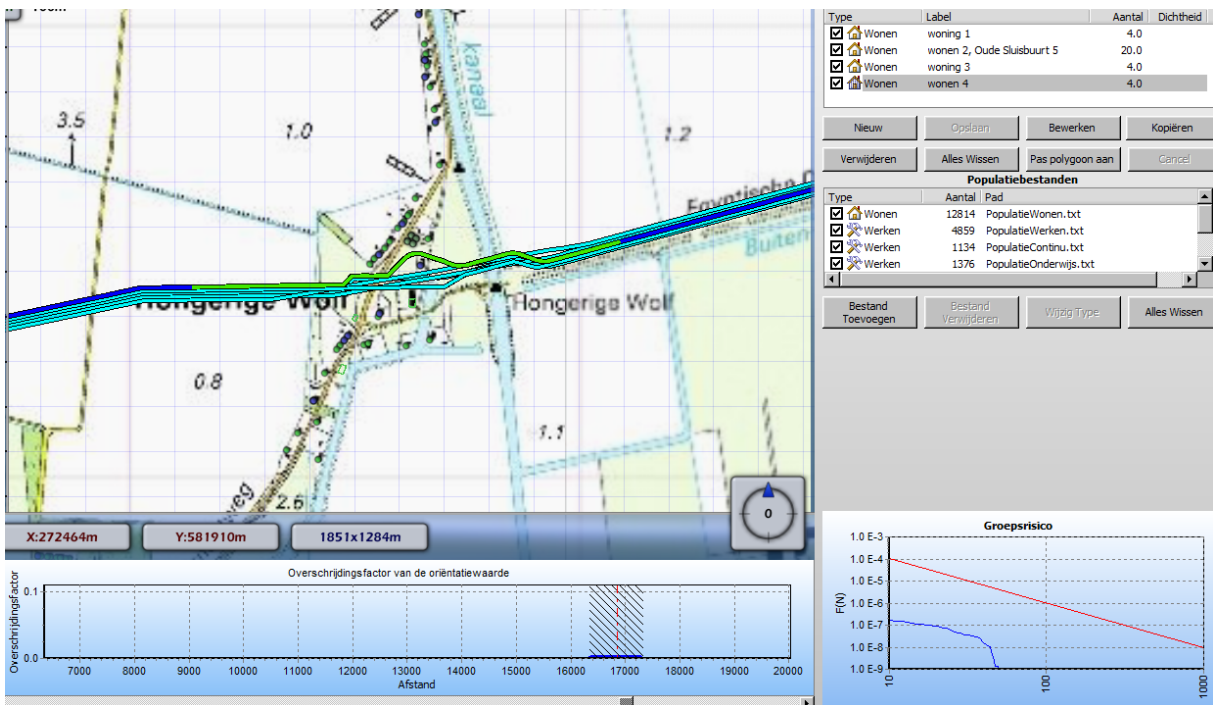 100m
kanaal
3.5
1.0
1.2
Egyptische D
Buiten
Hongerige Wolf
Hongerige Wolf
0.8
1.1
2.6
weg
0
X:272464m
Y:581910m
1851x1284m
Overschrijdingsfactor van de oriëntatiewaarde
Overschrijdingsfactor
0.1
0.0
7000 8000 9000 10000 11000 12000 13000 14000 15000 16000 17000 18000 19000 20000
Afstand
Type Label Aantal Dichtheid
Wonen woning 1 4.0
Wonen wonen 2, Oude Sluisbuurt 5 20.0
Wonen woning 3 4.0
Wonen wonen 4 4.0
Nieuw Opslaan Bewerken Kopiëren
Verwijderen Alles Wissen Pas polygoon aan Cancel
Populatiebestanden
Type Aantal Pad
Wonen 12814 PopulatieWonen.txt
Werken 4859 PopulatieWerken.txt
Werken 1134 PopulatieContinu.txt
Werken 1376 PopulatieOnderwijs.txt
Bestand Toevoegen
Bestand Verwijderen
Wijzig Type
Alles Wissen
Groepsrisico
F(N)
1.0 E-3
1.0 E-4
1.0 E-5
1.0 E-6
1.0 E-7
1.0 E-8
1.0 E-9
10 100 1000